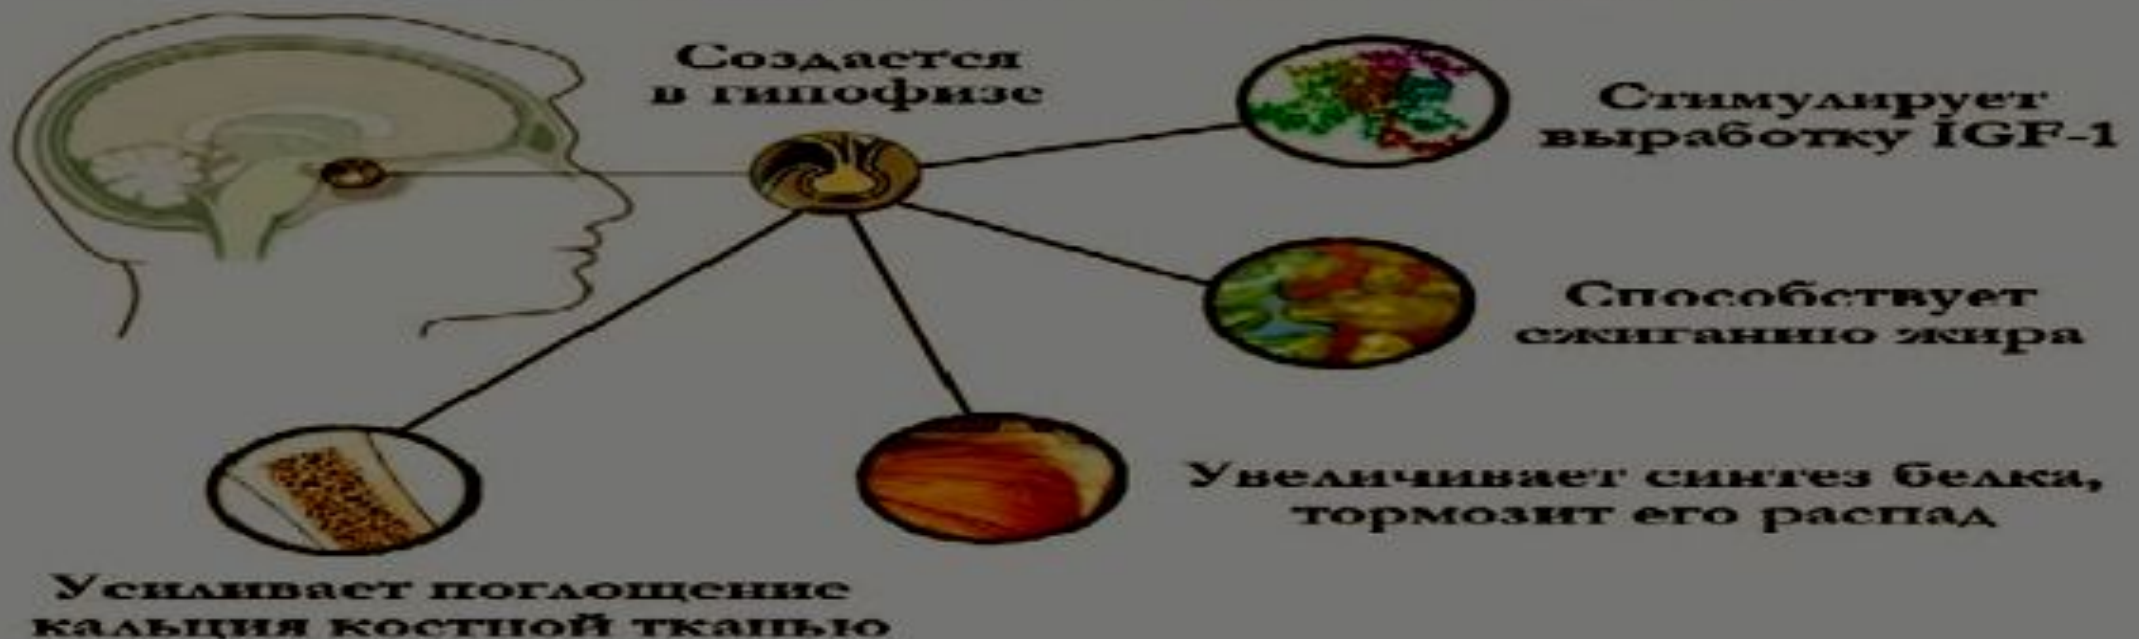 Создается
в гипофизе
Стимулирует
выработку IGF-1
Способствует
сжиганию жира
Увеличивает синтез белка,
тормозит его распад
Усиливает поглощение
кальция костной тканью